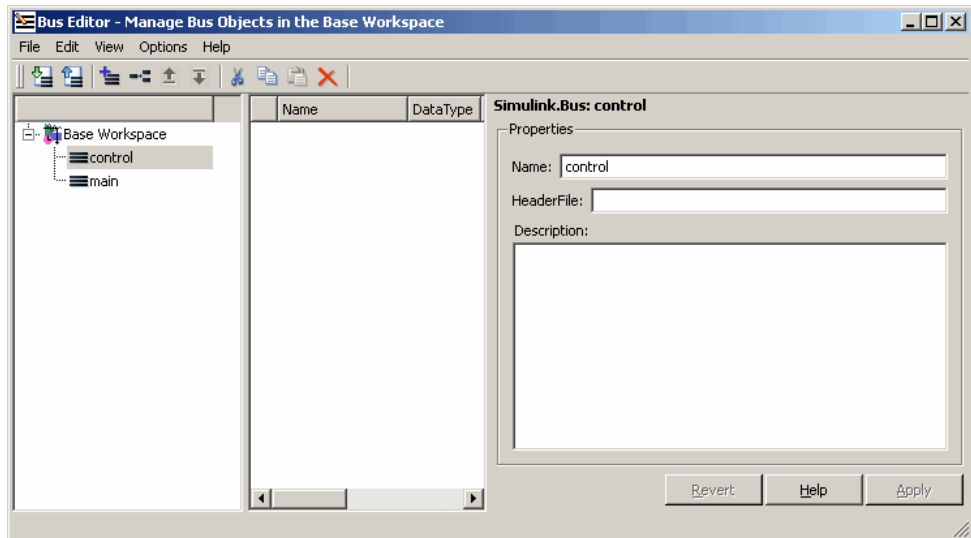 Bus Editor - Manage Bus Objects in the Base Workspace
File Edit View Options Help
Name DataType
Simulink.Bus: control
Base Workspace
control
main
Properties
Name: control
HeaderFile:
Description:
Revert Help Apply